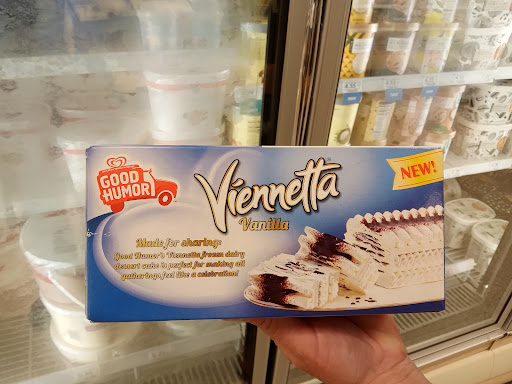 GOOD
HUMOR
Viennetta
Vanilla
NEW!
Made for sharing:
Good Humor's Viennetta frozen dairy
dessert cake is perfect for making all
gatherings feel like a celebration!